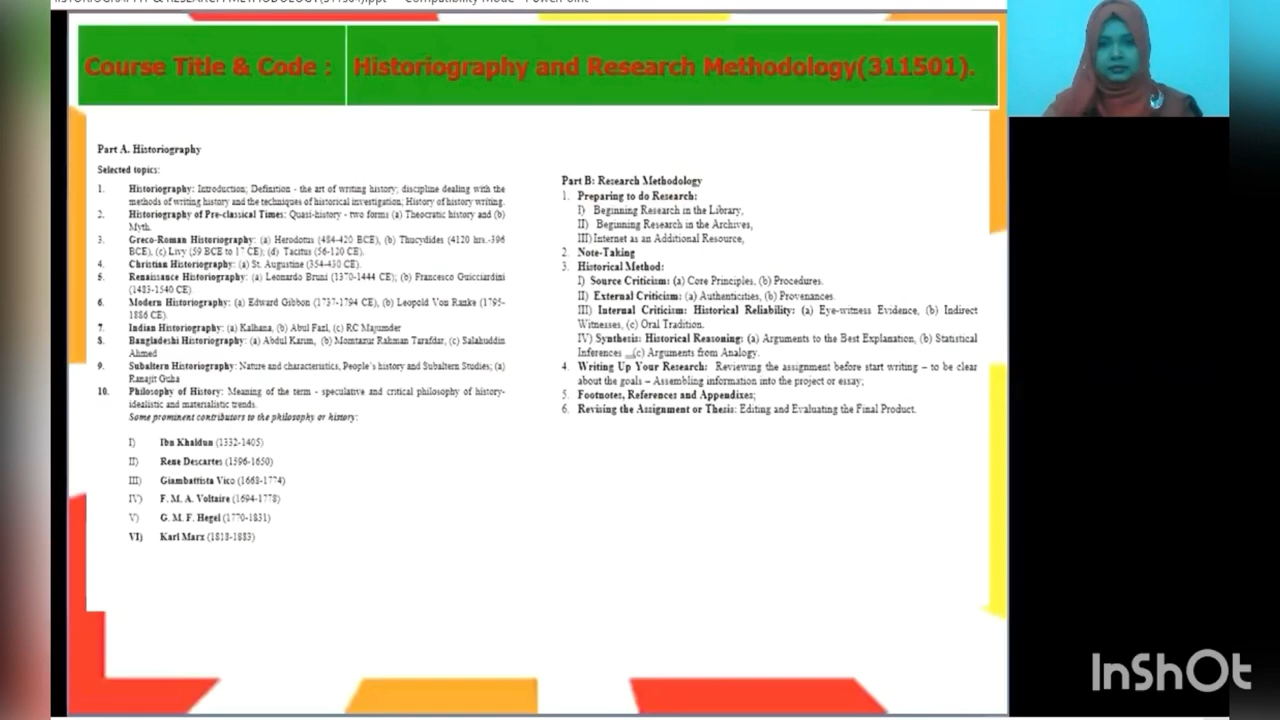 HISTORIOGRAPHY & RESEARCH METHODOLOGY(311501).ppt - Compatibility Mode - PowerPoint
Course Title & Code : Historiography and Research Methodology(311501).
Part A. Historiography
Selected topics:
1. Historiography: Introduction; Definition - the art of writing history; discipline dealing with the
methods of writing history and the techniques of historical investigation; History of history writing.
2. Historiography of Pre-classical Times: Quasi-history - two forms (a) Theocratic history and (b)
Myth.
3. Greco-Roman Historiography: (a) Herodotus (484-420 BCE), (b) Thucydides (4120 hrs.-396
BCE), (c) Livy (59 BCE to 17 CE); (d) Tacitus (56-120 CE).
4. Christian Historiography: (a) St. Augustine (354-430 CE).
5. Renaissance Historiography: (a) Leonardo Bruni (1370-1444 CE); (b) Francesco Guicciardini
(1483-1540 CE).
6. Modern Historiography: (a) Edward Gibbon (1737-1794 CE), (b) Leopold Von Ranke (1795-
1886 CE).
7. Indian Historiography: (a) Kalhana, (b) Abul Fazl, (c) RC Majumder
8. Bangladeshi Historiography: (a) Abdul Karim, (b) Momtazur Rahman Tarafdar, (c) Salahuddin
Ahmed
9. Subaltern Historiography: Nature and characteristics, People's history and Subaltern Studies; (a)
Ranajit Guha
10. Philosophy of History: Meaning of the term - speculative and critical philosophy of history-
idealistic and materialistic trends.
Some prominent contributors to the philosophy or history:
I) Ibn Khaldun (1332-1405)
II) Rene Descartes (1596-1650)
III) Giambattista Vico (1668-1774)
IV) F. M. A. Voltaire (1694-1778)
V) G. M. F. Hegel (1770-1831)
VI) Karl Marx (1818-1883)
Part B: Research Methodology
1. Preparing to do Research:
I) Beginning Research in the Library,
II) Beginning Research in the Archives,
III) Internet as an Additional Resource,
2. Note-Taking
3. Historical Method:
I) Source Criticism: (a) Core Principles, (b) Procedures.
II) External Criticism: (a) Authenticities, (b) Provenances.
III) Internal Criticism: Historical Reliability: (a) Eye-witness Evidence, (b) Indirect
Witnesses, (c) Oral Tradition.
IV) Synthesis: Historical Reasoning: (a) Arguments to the Best Explanation, (b) Statistical
Inferences (c) Arguments from Analogy.
4. Writing Up Your Research: Reviewing the assignment before start writing – to be clear
about the goals – Assembling information into the project or essay;
5. Footnotes, References and Appendixes;
6. Revising the Assignment or Thesis: Editing and Evaluating the Final Product.
InShOt